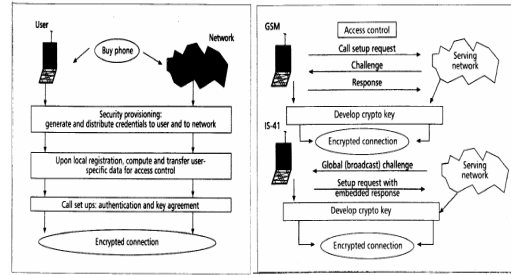 User
Buy phone
Network
Security provisioning:
generate and distribute credentials to user and to network
Upon local registration, compute and transfer user-
specific data for access control
Call set ups: authentication and key agreement
Encrypted connection
GSM
Access control
Call setup request
Challenge
Response
Serving
network
Develop crypto key
Encrypted connection
IS-41
Global (broadcast) challenge
Setup request with
embedded response
Serving
network
Develop crypto key
Encrypted connection